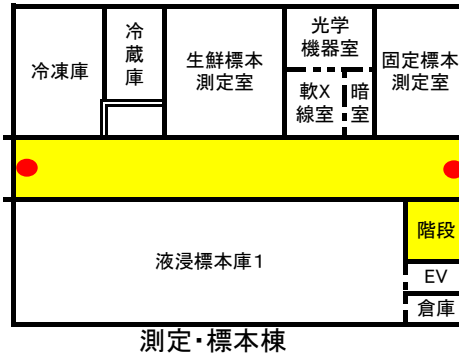 冷凍庫
冷
蔵
庫
生鮮標本
測定室
光学
機器室
軟X
線室
暗
室
固定標本
測定室
液浸標本庫1
階段
EV
倉庫
測定・標本棟